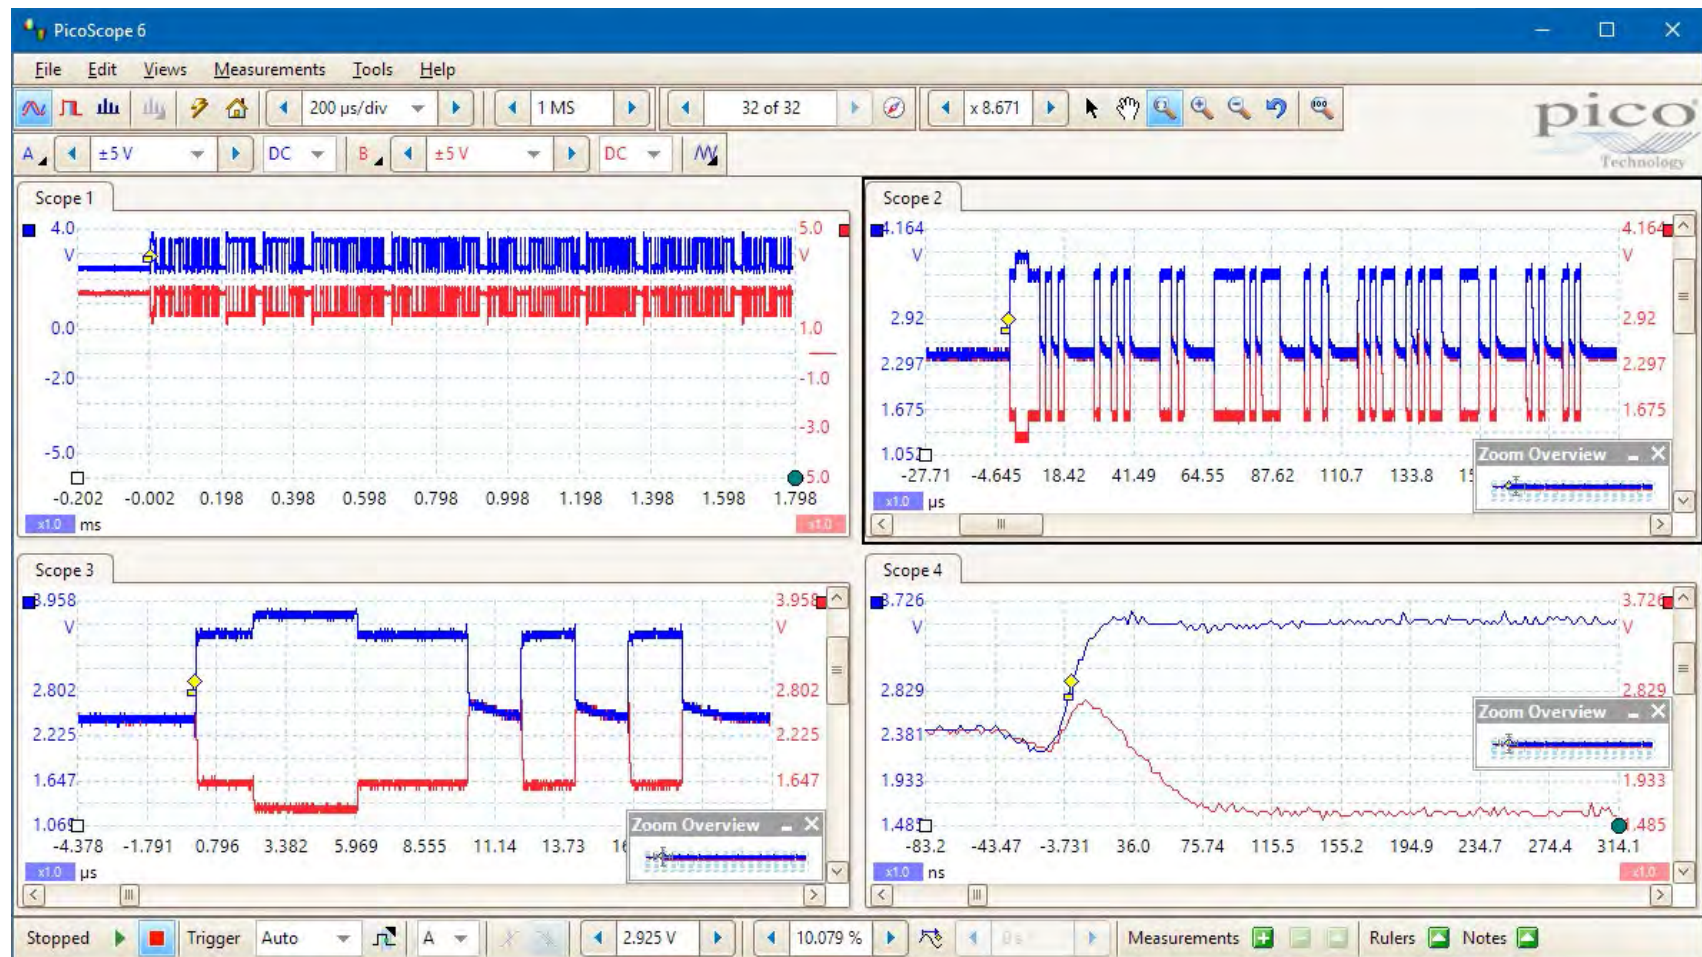 PicoScope 6
File Edit Views Measurements Tools Help
200 µs/div 1 MS 32 of 32 x 8.671
pico
Technology
A ±5 V DC B ±5 V DC
Scope 1
4.0 5.0
V V
0.0 1.0
-2.0 -1.0
-3.0
-5.0 5.0
-0.202 -0.002 0.198 0.398 0.598 0.798 0.998 1.198 1.398 1.598 1.798
x1.0 ms x1.0
Scope 2
4.164 4.164
V V
2.92 2.92
2.297 2.297
1.675 1.675
1.052
Zoom Overview
-27.71 -4.645 18.42 41.49 64.55 87.62 110.7 133.8
x1.0 µs
Scope 3
3.958 3.958
V V
2.802 2.802
2.225 2.225
1.647 1.647
1.069
Zoom Overview
-4.378 -1.791 0.796 3.382 5.969 8.555 11.14 13.73
x1.0 µs
Scope 4
3.726 3.726
V V
2.829 2.829
Zoom Overview
2.381
1.933 1.933
1.485 1.485
-83.2 -43.47 -3.731 36.0 75.74 115.5 155.2 194.9 234.7 274.4 314.1
x1.0 ns x1.0
Stopped Trigger Auto A 2.925 V 10.079 % 0 s Measurements Rulers Notes